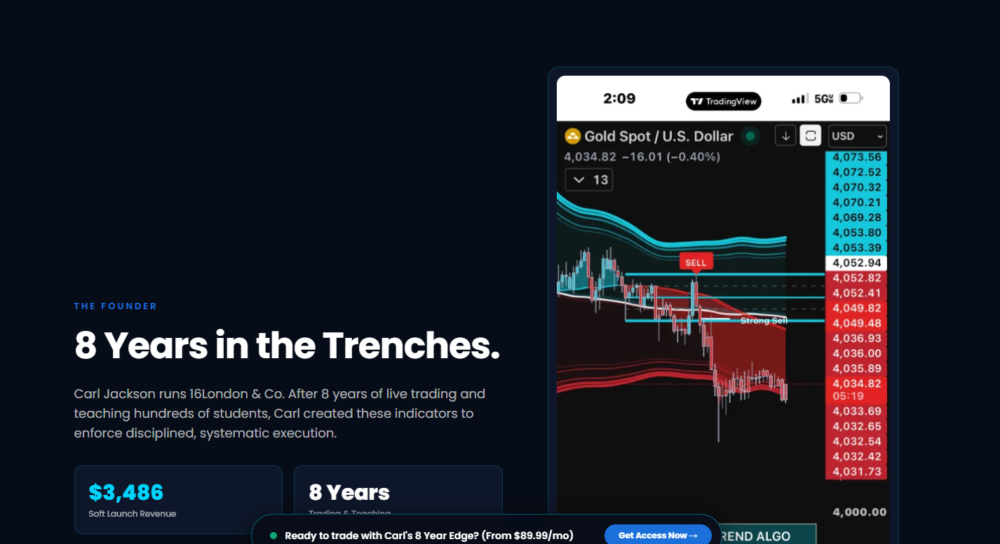 THE FOUNDER
8 Years in the Trenches.
Carl Jackson runs 16London & Co. After 8 years of live trading and
teaching hundreds of students, Carl created these indicators to
enforce disciplined, systematic execution.
$3,486
Soft Launch Revenue
8 Years
Trading & Teaching
2:09
TradingView
5G
Gold Spot / U.S. Dollar
USD
4,034.82 −16.01 (−0.40%)
13
SELL
Strong Sell
4,073.56
4,072.52
4,070.32
4,070.21
4,069.28
4,053.80
4,053.39
4,052.94
4,052.82
4,052.41
4,049.82
4,049.48
4,036.93
4,036.00
4,035.89
4,034.82
05:19
4,033.69
4,032.65
4,032.54
4,032.42
4,031.73
4,000.00
REND ALGO
Ready to trade with Carl's 8 Year Edge? (From $89.99/mo)
Get Access Now →